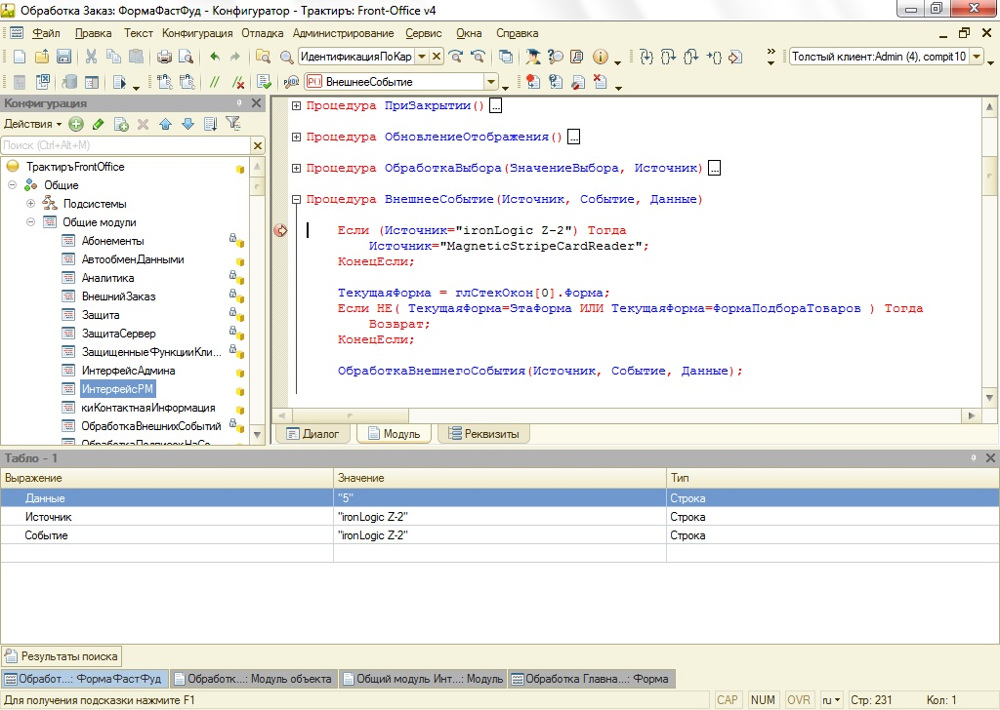 Обработка Заказ: ФормаФастФуд - Конфигуратор - Трактиръ: Front-Office v4
Файл Правка Текст Конфигурация Отладка Администрирование Сервис Окна Справка
ИдентификацияПоКар
Толстый клиент:Admin (4), compit10
ВнешнееСобытие
Конфигурация
Действия
Поиск (Ctrl+Alt+M)
ТрактиръFrontOffice
Общие
Подсистемы
Общие модули
Абонементы
АвтообменДанными
Аналитика
ВнешнийЗаказ
Защита
ЗащитаСервер
ЗащищенныеФункцииКли...
ИнтерфейсАдмина
ИнтерфейсРМ
киКонтактнаяИнформация
ОбработкаВнешнихСобытий
ОбработкаПодписокНаСо
Процедура ПриЗакрытии() ...
Процедура ОбновлениеОтображения() ...
Процедура ОбработкаВыбора(ЗначениеВыбора, Источник) ...
Процедура ВнешнееСобытие(Источник, Событие, Данные)
Если (Источник="ironLogic Z-2") Тогда
Источник="MagneticStripeCardReader";
КонецЕсли;
ТекущаяФорма = глСтекОкон[0].Форма;
Если НЕ( ТекущаяФорма=ЭтаФорма ИЛИ ТекущаяФорма=ФормаПодбораТоваров ) Тогда
Возврат;
КонецЕсли;
ОбработкаВнешнегоСобытия(Источник, Событие, Данные);
Диалог Модуль Реквизиты
Табло - 1
Выражение Значение Тип
Данные "5" Строка
Источник "ironLogic Z-2" Строка
Событие "ironLogic Z-2" Строка
Результаты поиска
Обработ...: ФормаФастФуд Обработк...: Модуль объекта Общий модуль Инт...: Модуль Обработка Главна...: Форма
Для получения подсказки нажмите F1 CAP NUM OVR ru Стр: 231 Кол: 1